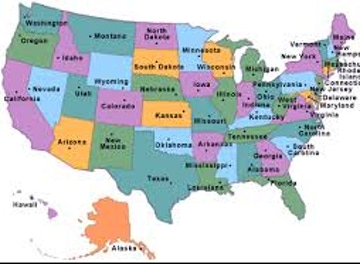 Washington
Oregon
California
Nevada
Idaho
Montana
Wyoming
Utah
Arizona
Colorado
New
Mexico
North
Dakota
South Dakota
Nebraska
Kansas
Oklahoma
Texas
Minnesota
Iowa
Missouri
Arkansas
Louisiana
Wisconsin
Illinois
Michigan
Indiana
Ohio
Kentucky
Tennessee
Mississippi
Alabama
Georgia
Florida
South
Carolina
North
Carolina
Virginia
West
Virginia
Pennsylvania
New York
Vermont
Maine
New
Hamps
Massachus
Rhode
Island
Connectic
New Jersey
Delaware
Maryland
Hawaii
Alaska